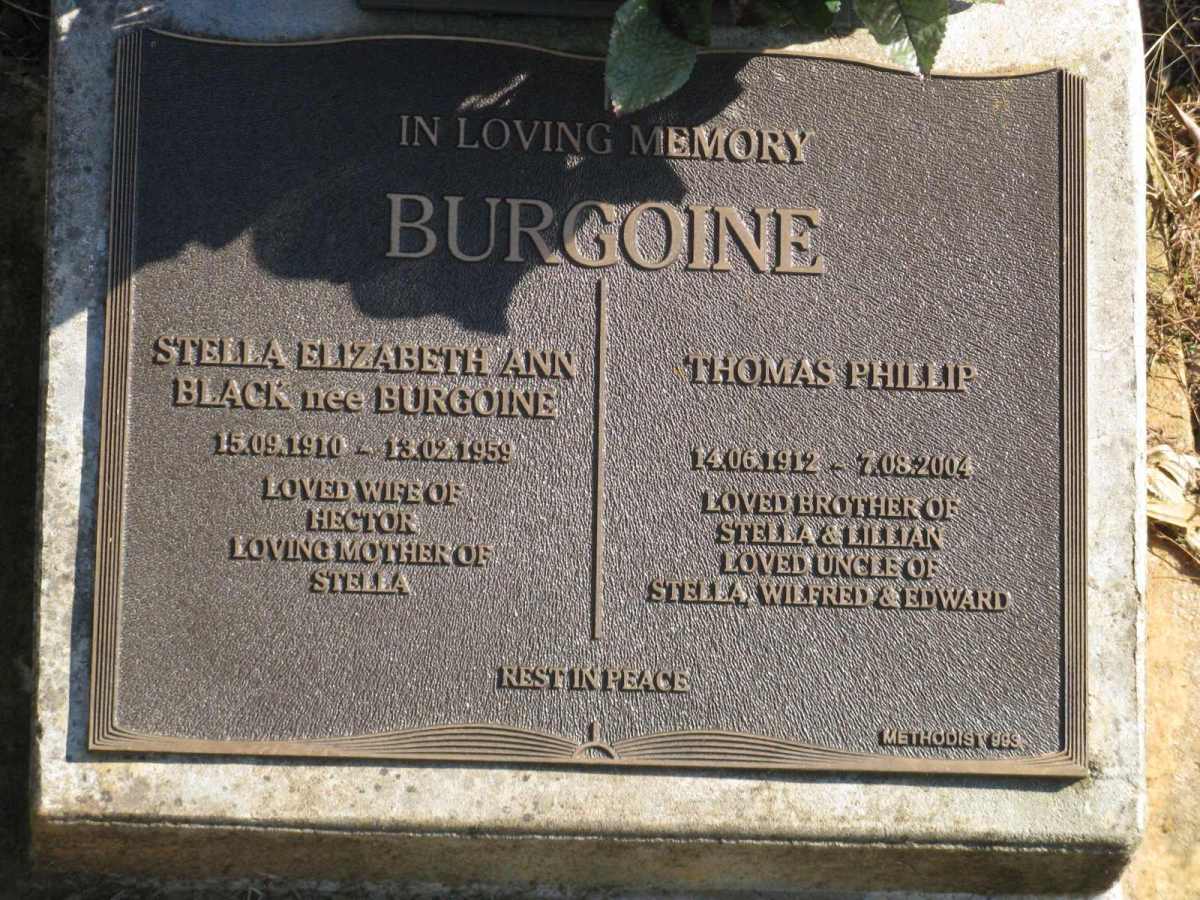 IN LOVING MEMORY
BURGOINE
STELLA ELIZABETH ANN
BLACK nee BURGOINE
15.09.1910 - 13.02.1959
LOVED WIFE OF
HECTOR
LOVING MOTHER OF
STELLA
THOMAS PHILLIP
14.06.1912 - 7.08.2004
LOVED BROTHER OF
STELLA & LILLIAN
LOVED UNCLE OF
STELLA, WILFRED & EDWARD
REST IN PEACE
METHODIST 993